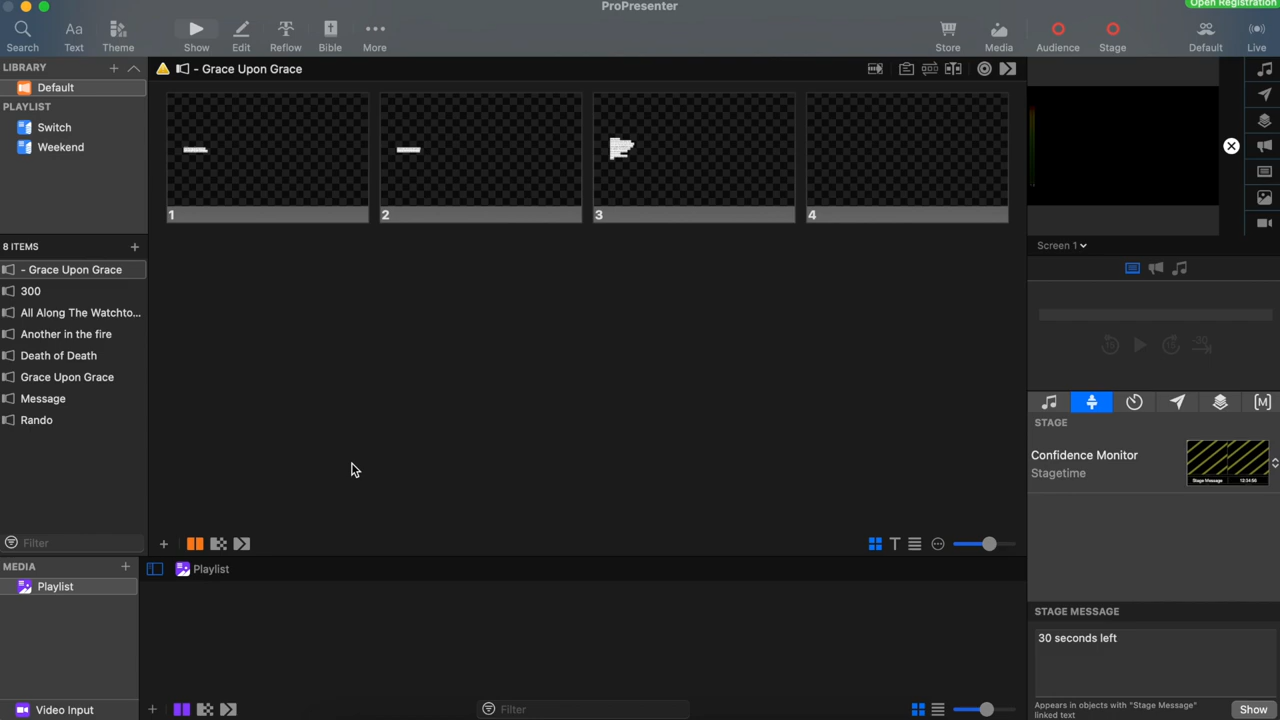 ProPresenter
Open Registration
Search
Text
Theme
Show
Edit
Reflow
Bible
More
Store
Media
Audience
Stage
Default
Live
LIBRARY
Default
PLAYLIST
Switch
Weekend
- Grace Upon Grace
1
2
3
4
8 ITEMS
- Grace Upon Grace
300
All Along The Watchto...
Another in the fire
Death of Death
Grace Upon Grace
Message
Rando
Filter
MEDIA
Playlist
Video Input
Playlist
Filter
Screen 1
STAGE
Confidence Monitor
Stagetime
Stage Message
STAGE MESSAGE
30 seconds left
Appears in objects with "Stage Message"
linked text
Show